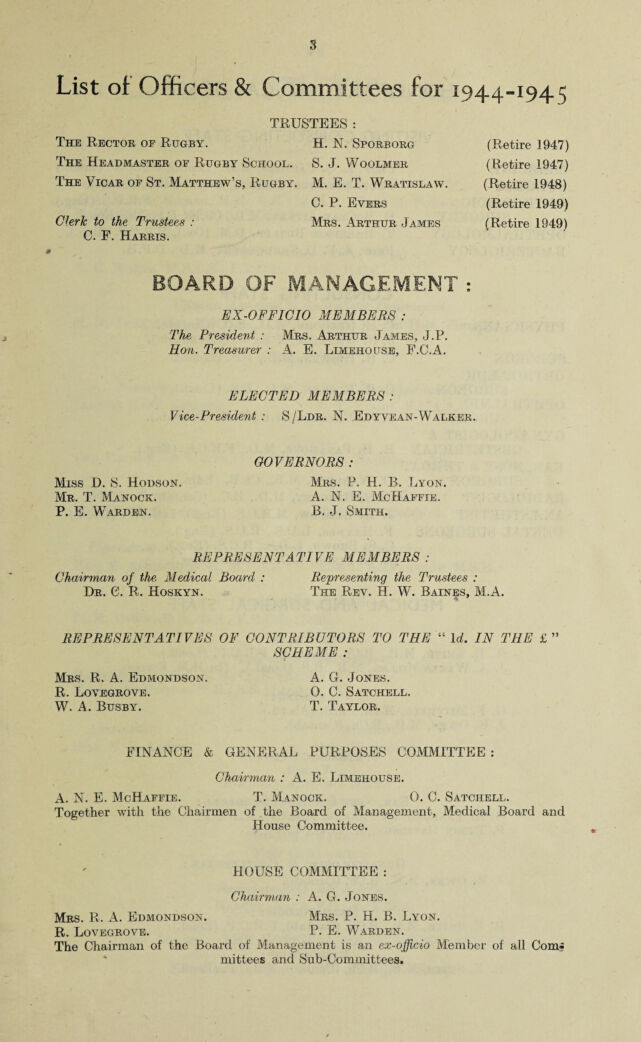 3
List of Officers & Committees for 1944-1945
TRUSTEES :
The Rector of Rugby. H. N. Sporborg (Retire 1947)
The Headmaster of Rugby School. S. J. Woolmer (Retire 1947)
The Vicar of St. Matthew's, Rugby. M. E. T. Wratislaw. (Retire 1948)
C. P. Evers (Retire 1949)
Clerk to the Trustees : Mrs. Arthur James (Retire 1949)
C. F. Harris.
BOARD OF MANAGEMENT :
EX-OFFICIO MEMBERS :
The President : Mrs. Arthur James, J.P.
Hon. Treasurer : A. E. Limehouse, F.C.A.
ELECTED MEMBERS :
Vice-President : S/Ldr. N. Edyvean-Walker.
GOVERNORS :
Miss D. S. Hodson. Mrs. P. H. B. Lyon.
Mr. T. Manock. A. N. E. McHaffie.
P. E. Warden. B. J. Smith.
REPRESENTATIVE MEMBERS :
Chairman of the Medical Board : Representing the Trustees :
Dr. C. R. Hoskyn. The Rev. H. W. Baines, M.A.
REPRESENTATIVES OF CONTRIBUTORS TO THE “ 1d. IN THE £ ”
SCHEME :
Mrs. R. A. Edmondson. A. G. Jones.
R. Lovegrove. O. C. Satchell.
W. A. Busby. T. Taylor.
FINANCE & GENERAL PURPOSES COMMITTEE :
Chairman : A. E. Limehouse.
A. N. E. McHaffie. T. Manock. O. C. Satchell.
Together with the Chairmen of the Board of Management, Medical Board and
House Committee.
HOUSE COMMITTEE :
Chairman : A. G. Jones.
Mrs. R. A. Edmondson. Mrs. P. H. B. Lyon.
R. Lovegrove. P. E. Warden.
The Chairman of the Board of Management is an ex-officio Member of all Com-
mittees and Sub-Committees.